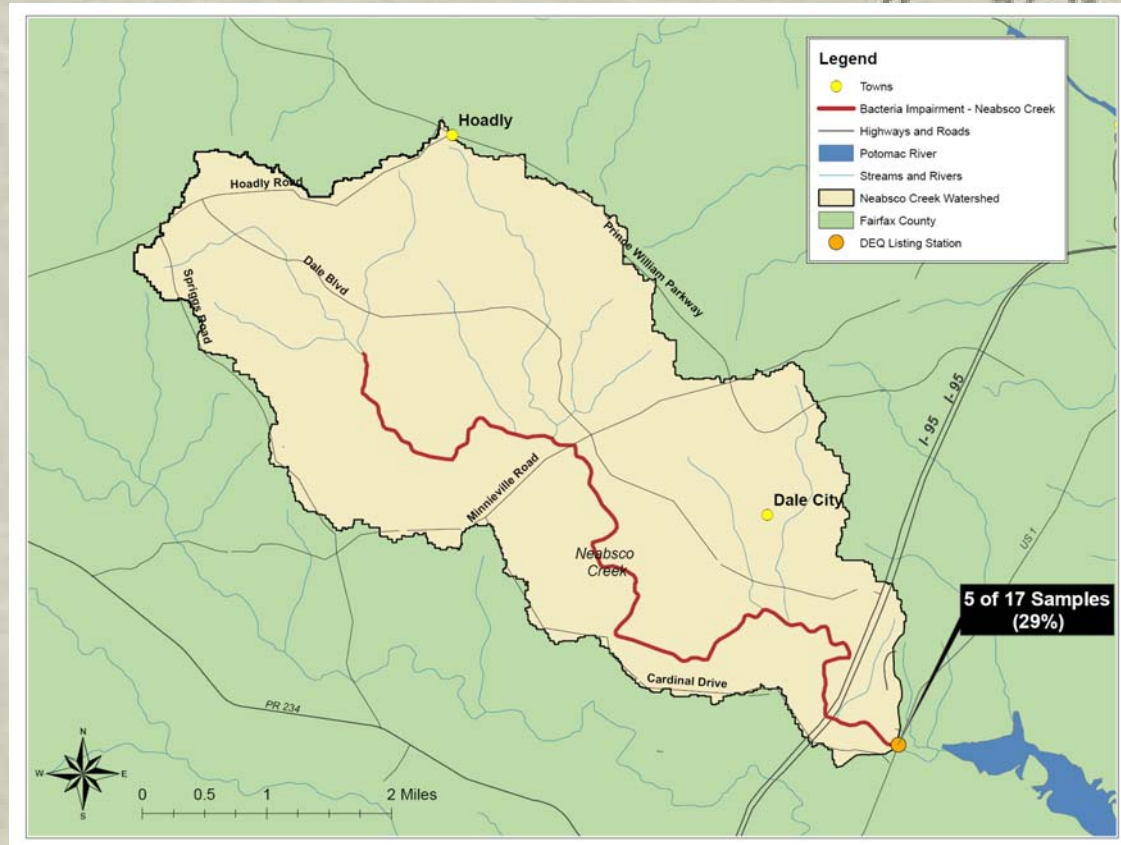 Legend
Towns
Bacteria Impairment - Neabsco Creek
Highways and Roads
Potomac River
Streams and Rivers
Neabsco Creek Watershed
Fairfax County
DEQ Listing Station
Hoadly
Hoadly Road
Prince William Parkway
Dale Blvd
Spriggs Road
I-95
I-95
Minnieville Road
Dale City
US 1
Neabsco
Creek
5 of 17 Samples
(29%)
Cardinal Drive
PR 234
N
W
E
S
0 0.5 1 2 Miles